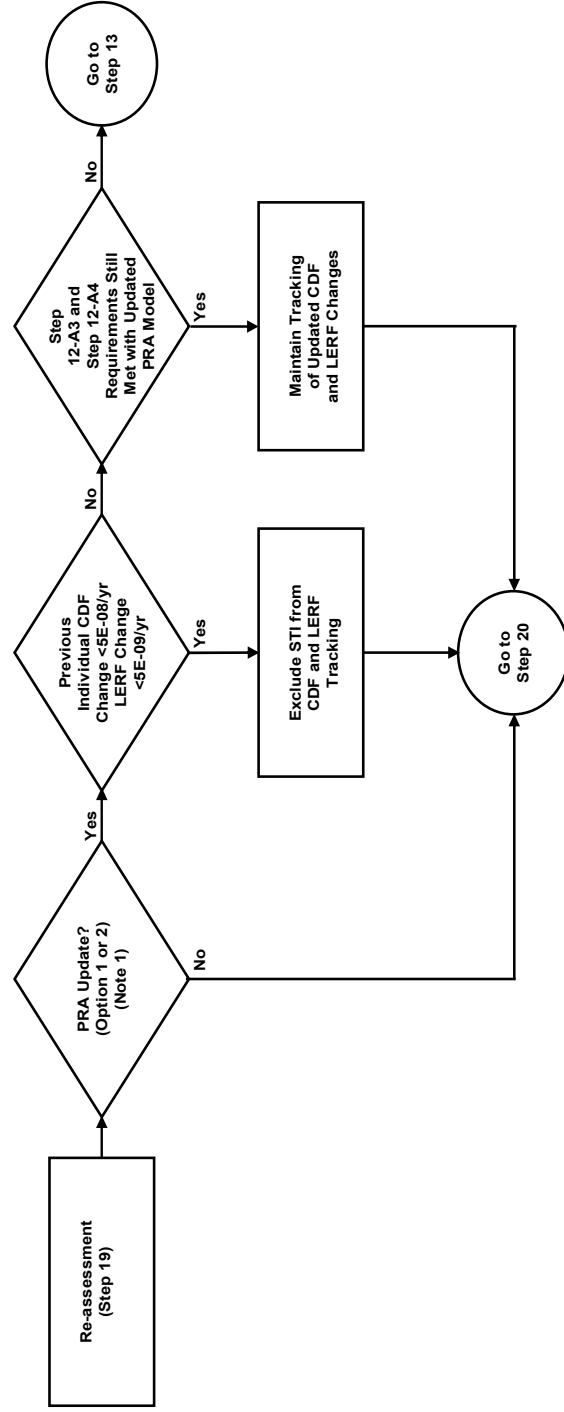 Re-assessment
(Step 19)
PRA Update?
(Option 1 or 2)
(Note 1)
Yes
No
Previous
Individual CDF
Change <5E-08/yr
LERF Change
<5E-09/yr
No
Yes
Exclude STI from
CDF and LERF
Tracking
Step
12-A3 and
Step 12-A4
Requirements Still
Met with Updated
PRA Model
No
Yes
Maintain Tracking
of Updated CDF
and LERF Changes
Go to
Step 13
Go to
Step 20